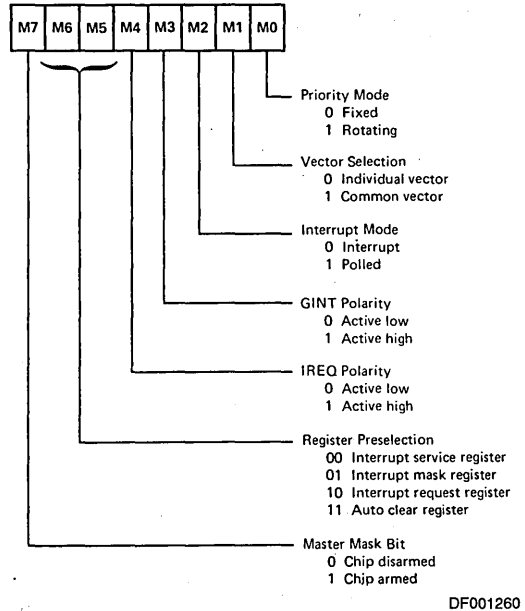 M7 M6 M5 M4 M3 M2 M1 M0
Priority Mode
0 Fixed
1 Rotating
Vector Selection
0 Individual vector
1 Common vector
Interrupt Mode
0 Interrupt
1 Polled
GINT Polarity
0 Active low
1 Active high
IREQ Polarity
0 Active low
1 Active high
Register Preselection
00 Interrupt service register
01 Interrupt mask register
10 Interrupt request register
11 Auto clear register
Master Mask Bit
0 Chip disarmed
1 Chip armed
DF001260